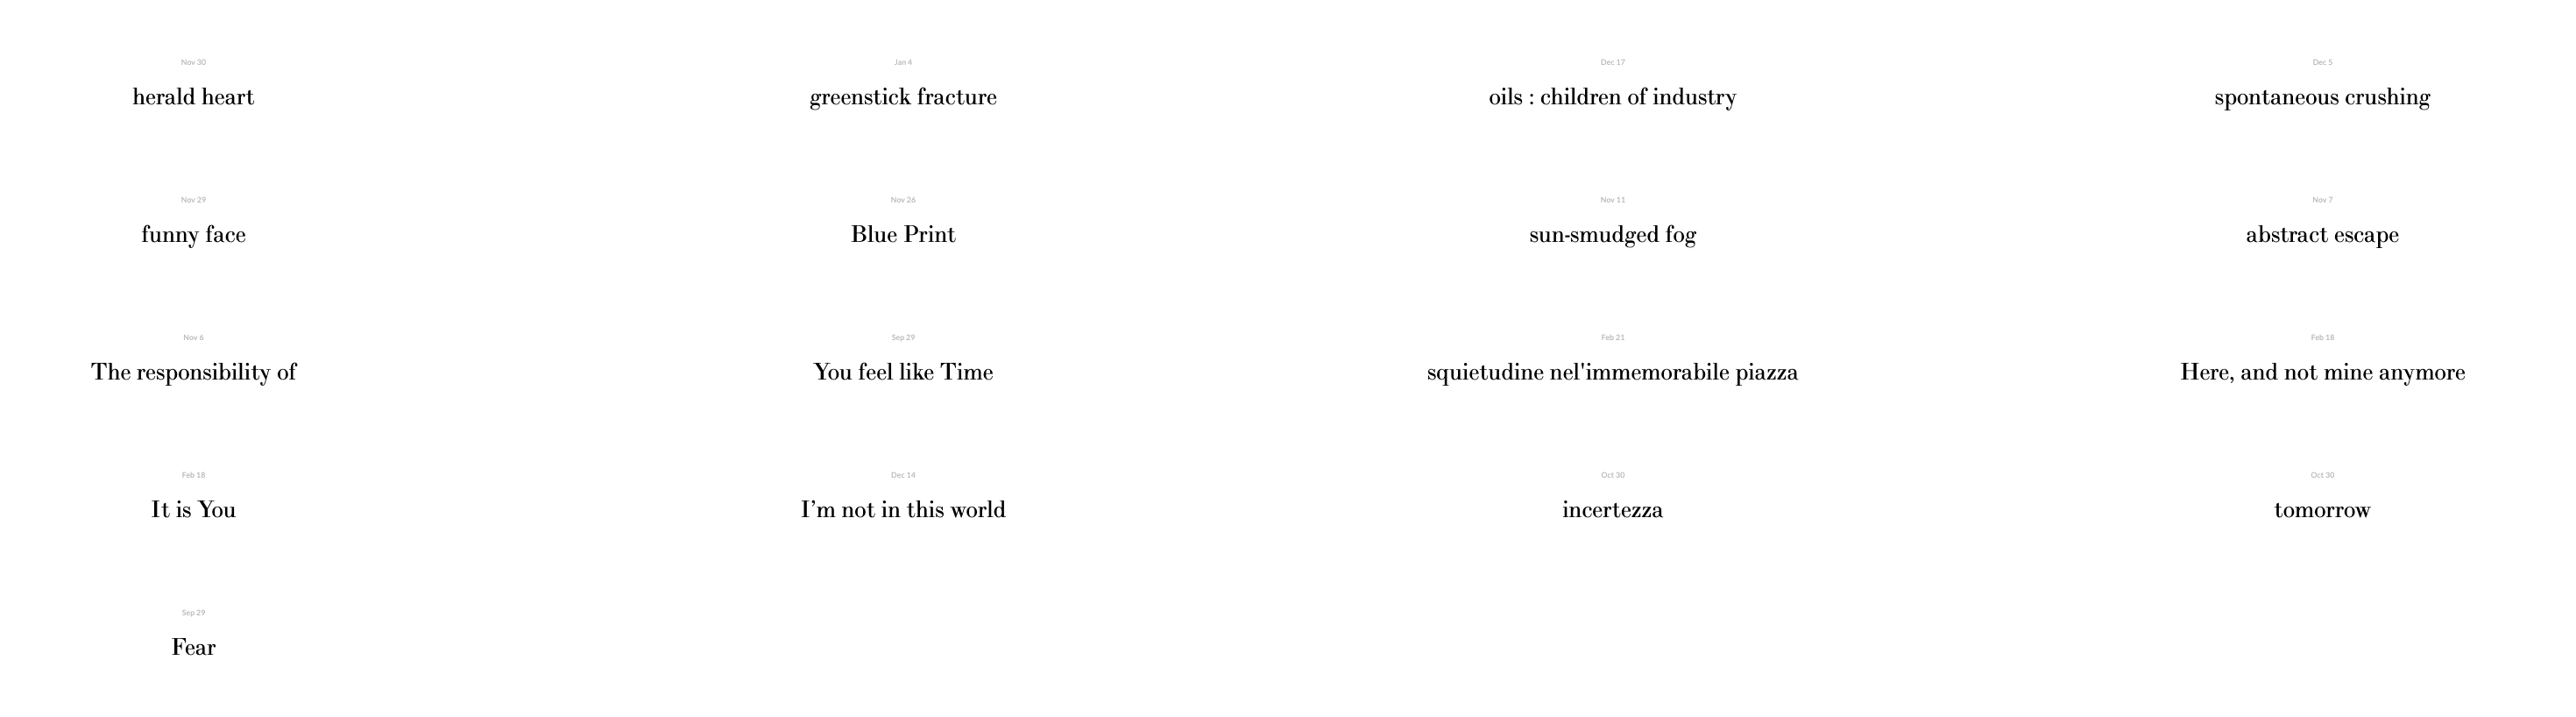 Nov 30
herald heart
Jan 4
greenstick fracture
Dec 17
oils : children of industry
Dec 5
spontaneous crushing
Nov 29
funny face
Nov 26
Blue Print
Nov 11
sun-smudged fog
Nov 7
abstract escape
Nov 6
The responsibility of
Sep 29
You feel like Time
Feb 21
squietudine nel'immemorabile piazza
Feb 18
Here, and not mine anymore
Feb 18
It is You
Dec 14
I’m not in this world
Oct 30
incertezza
Oct 30
tomorrow
Sep 29
Fear